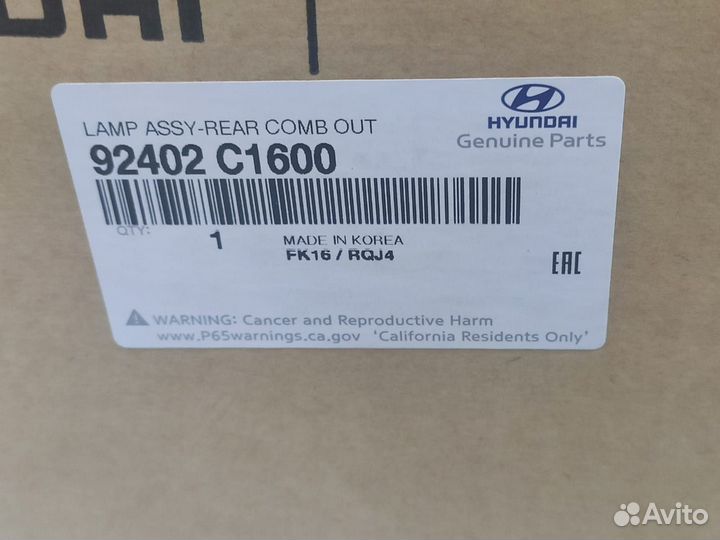 HYUNDAI
Genuine Parts
LAMP ASSY-REAR COMB OUT
92402 C1600
QTY: 1
MADE IN KOREA
FK16 / RQJ4
EAC
WARNING: Cancer and Reproductive Harm
www.P65warnings.ca.gov 'California Residents Only'
Avito